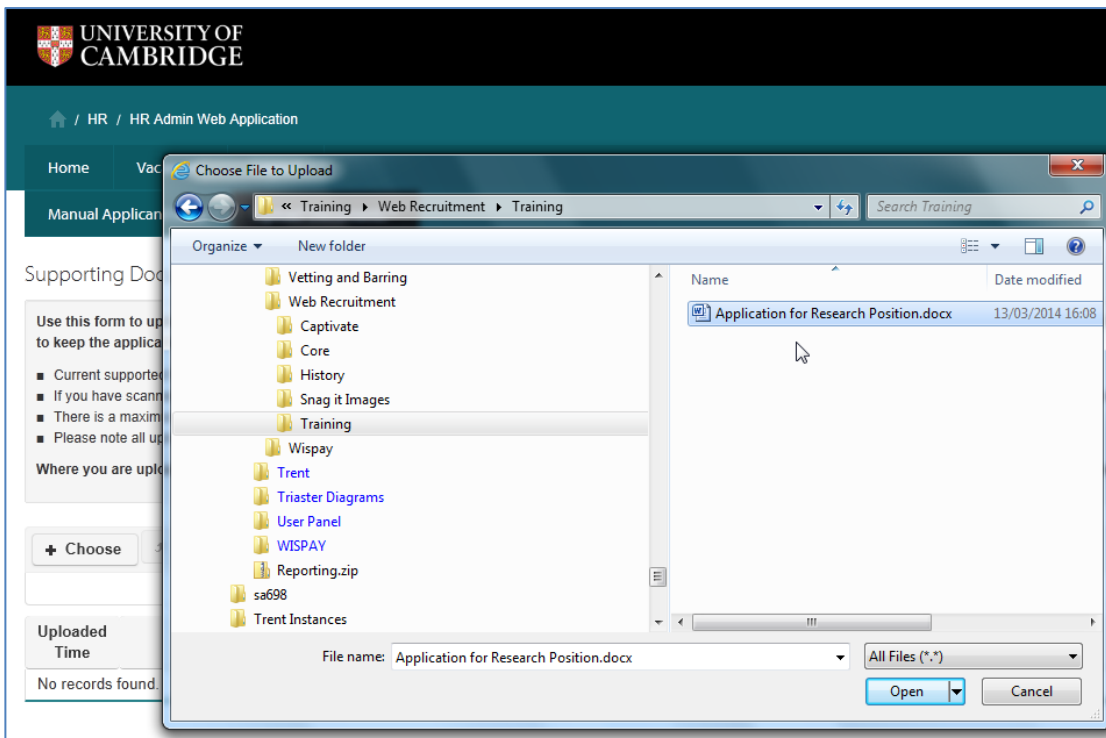 UNIVERSITY OF
CAMBRIDGE
/ HR / HR Admin Web Application
Home Vac
Manual Applican
Supporting Doc
Use this form to up
to keep the applica
Current supported
If you have scann
There is a maxim
Please note all up
Where you are uplo
+ Choose
Uploaded
Time
No records found.
Choose File to Upload
« Training Web Recruitment Training
Search Training
Organize New folder
Vetting and Barring
Web Recruitment
Captivate
Core
History
Snag it Images
Training
Wispay
Trent
Triaster Diagrams
User Panel
WISPAY
Reporting.zip
sa698
Trent Instances
Name Date modified
Application for Research Position.docx 13/03/2014 16:08
File name: Application for Research Position.docx All Files (*.*)
Open Cancel